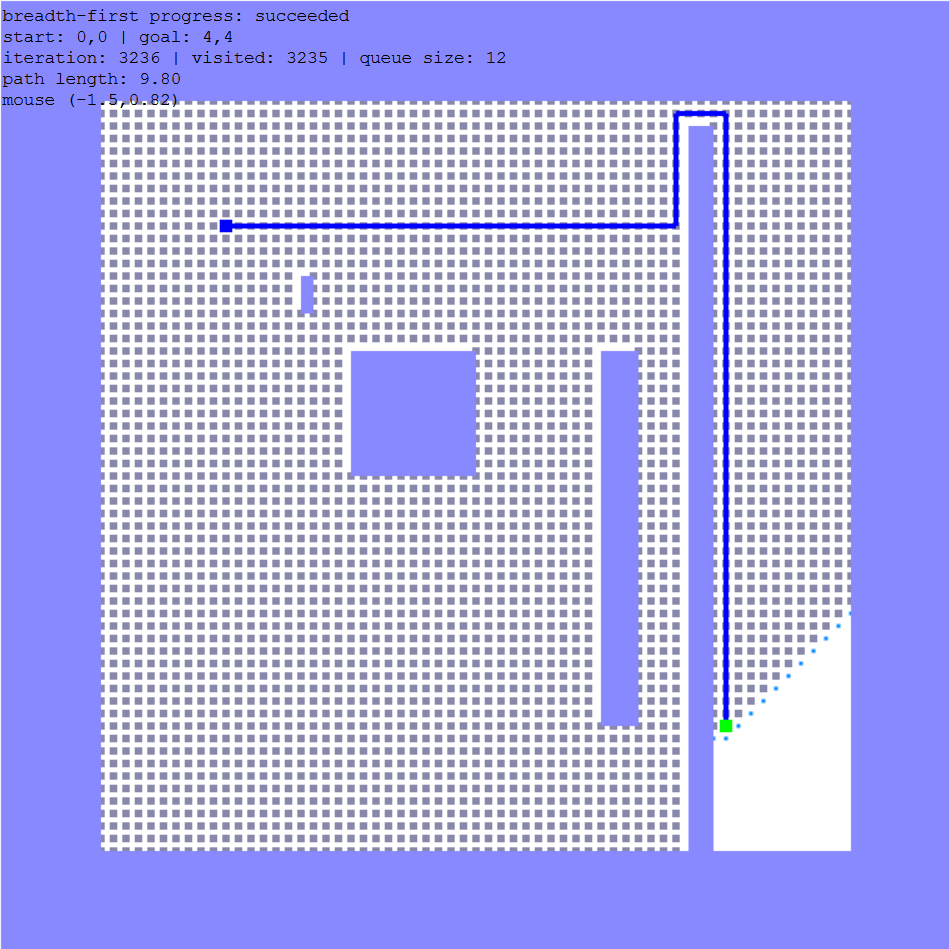 breadth-first progress: succeeded
start: 0,0 | goal: 4,4
iteration: 3236 | visited: 3235 | queue size: 12
path length: 9.80
mouse (-1.5,0.82)